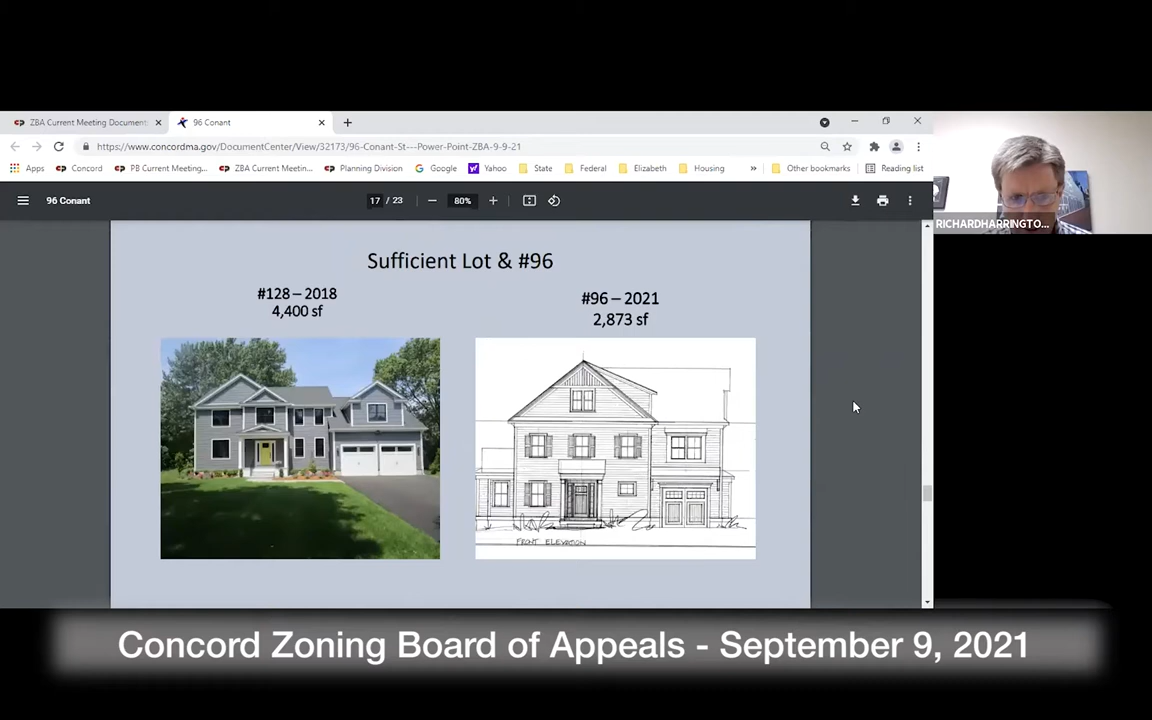 ZBA Current Meeting Document
96 Conant
https://www.concordma.gov/DocumentCenter/View/32173/96-Conant-St---Power-Point-ZBA-9-9-21
Apps Concord PB Current Meeting... ZBA Current Meetin... Planning Division Google Yahoo State Federal Elizabeth Housing » Other bookmarks Reading list
96 Conant 17 / 23 80%
RICHARDHARRINGTO...
Sufficient Lot & #96
#128 – 2018
4,400 sf
#96 – 2021
2,873 sf
FRONT ELEVATION
Concord Zoning Board of Appeals - September 9, 2021